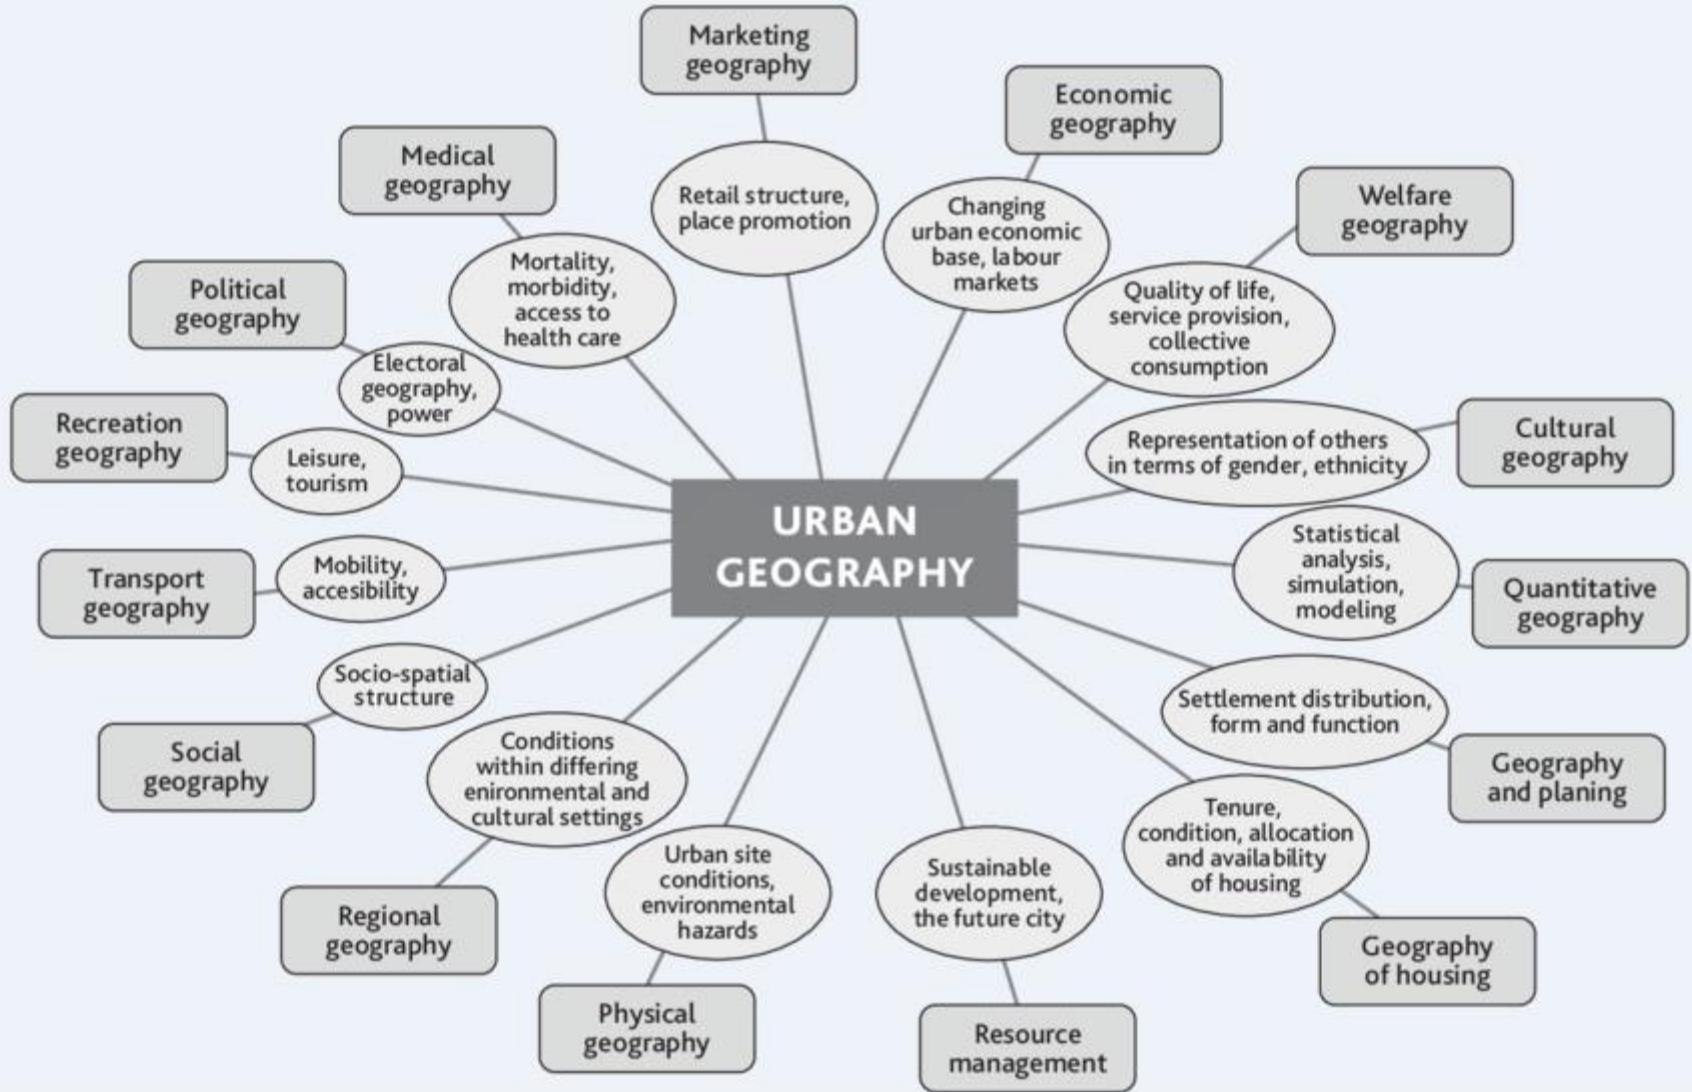 Marketing
geography
Economic
geography
Medical
geography
Welfare
geography
Retail structure,
place promotion
Changing
urban economic
base, labour
markets
Mortality,
morbidity,
access to
health care
Political
geography
Quality of life,
service provision,
collective
consumption
Electoral
geography,
power
Recreation
geography
Leisure,
tourism
Representation of others
in terms of gender, ethnicity
Cultural
geography
URBAN
GEOGRAPHY
Transport
geography
Mobility,
accesibility
Statistical
analysis,
simulation,
modeling
Quantitative
geography
Socio-spatial
structure
Settlement distribution,
form and function
Social
geography
Conditions
within differing
enironmental and
cultural settings
Geography
and planing
Tenure,
condition, allocation
and availability
of housing
Urban site
conditions,
environmental
hazards
Sustainable
development,
the future city
Regional
geography
Geography
of housing
Physical
geography
Resource
management